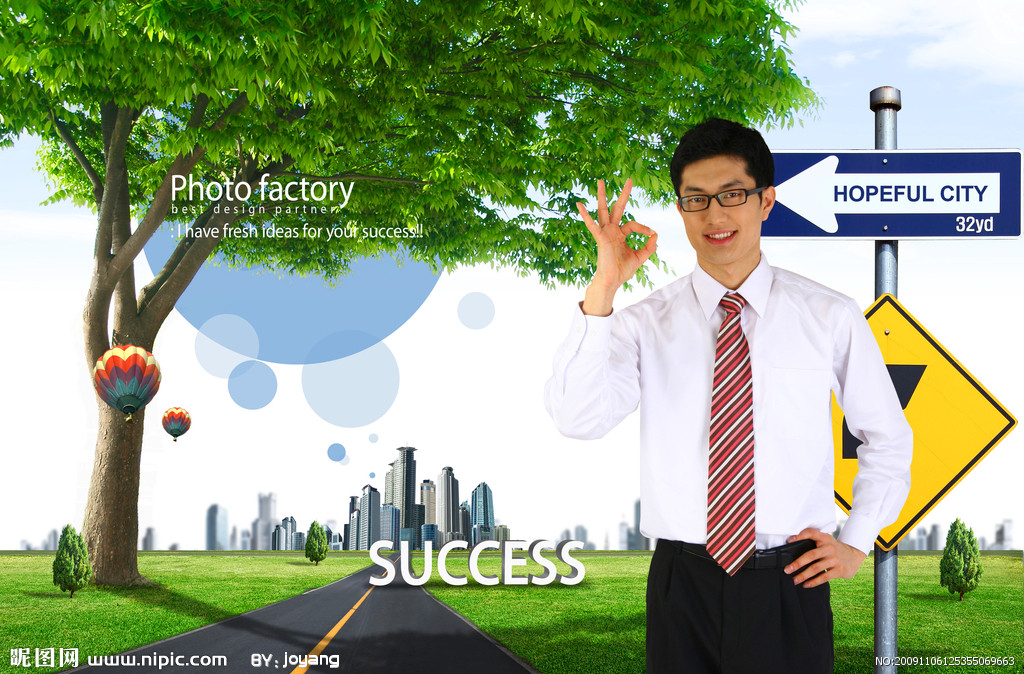 Photo factory
best design partner.
: I have fresh ideas for your success!!
HOPEFUL CITY
32yd
SUCCESS
昵图网 www.nipic.com BY: joyang
NO:20091106125355069663